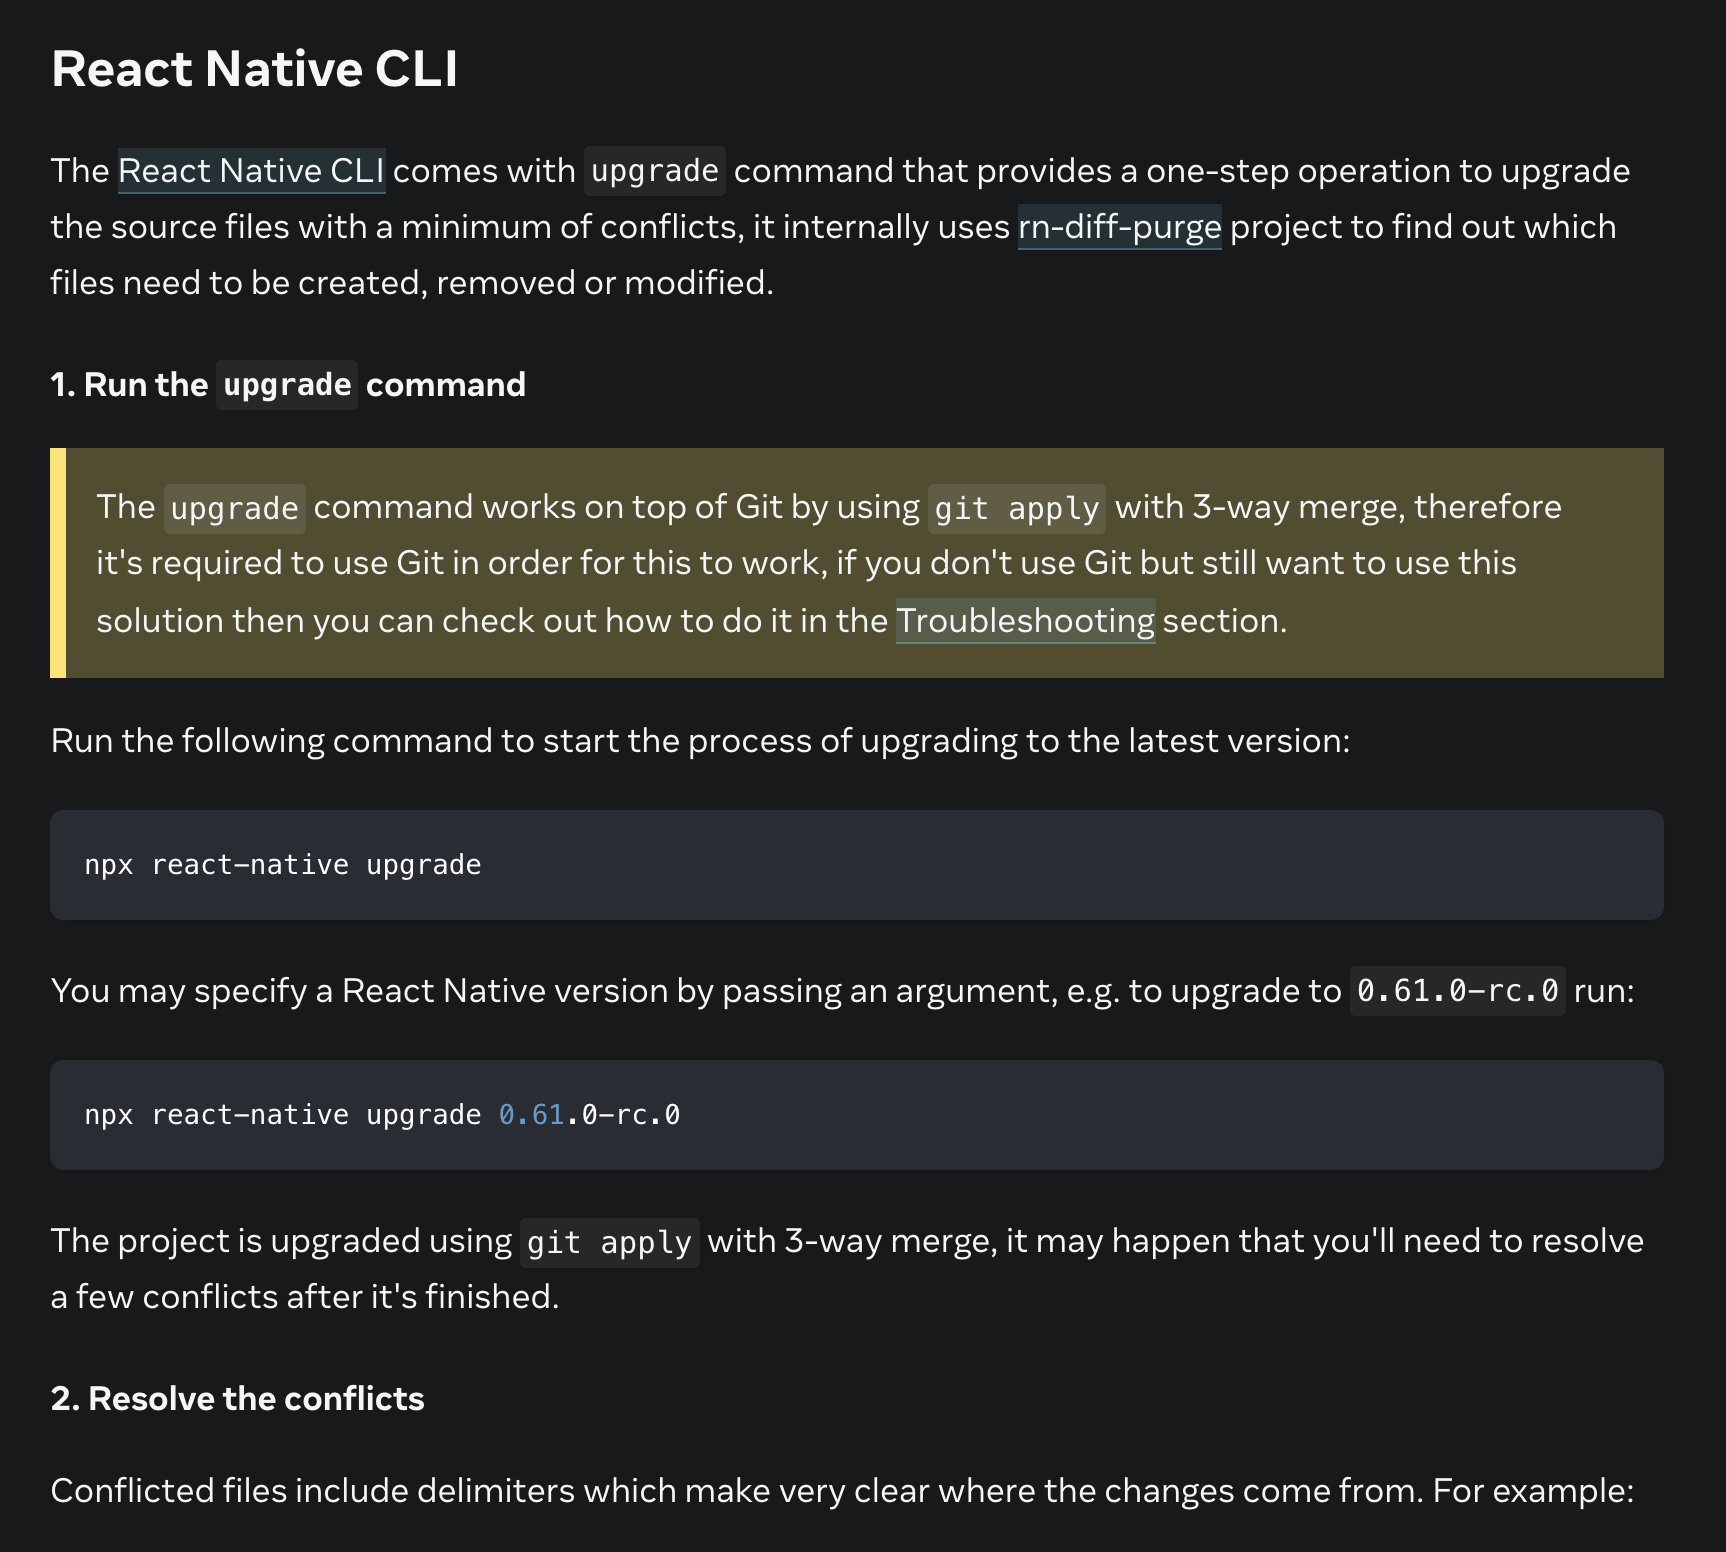 React Native CLI
The React Native CLI comes with upgrade command that provides a one-step operation to upgrade
the source files with a minimum of conflicts, it internally uses rn-diff-purge project to find out which
files need to be created, removed or modified.
1. Run the upgrade command
The upgrade command works on top of Git by using git apply with 3-way merge, therefore
it's required to use Git in order for this to work, if you don't use Git but still want to use this
solution then you can check out how to do it in the Troubleshooting section.
Run the following command to start the process of upgrading to the latest version:
npx react-native upgrade
You may specify a React Native version by passing an argument, e.g. to upgrade to 0.61.0-rc.0 run:
npx react-native upgrade 0.61.0-rc.0
The project is upgraded using git apply with 3-way merge, it may happen that you'll need to resolve
a few conflicts after it's finished.
2. Resolve the conflicts
Conflicted files include delimiters which make very clear where the changes come from. For example: